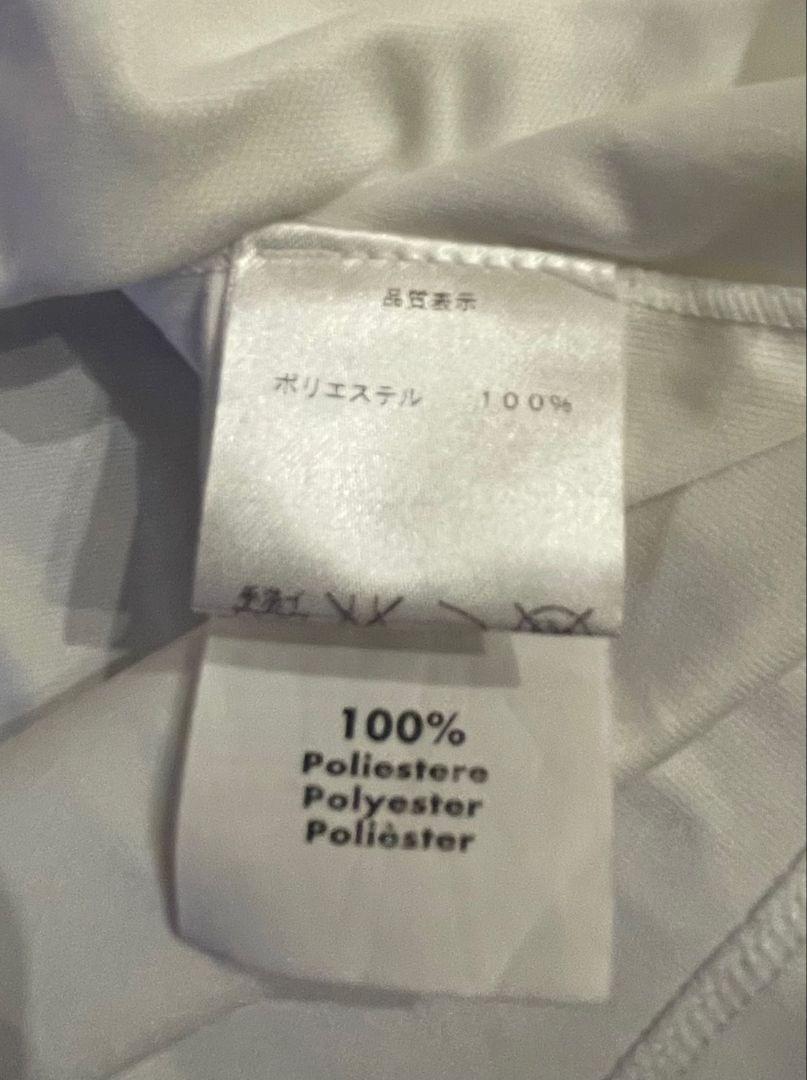 品質表示
ポリエステル 100%
100%
Poliestere
Polyester
Polièster